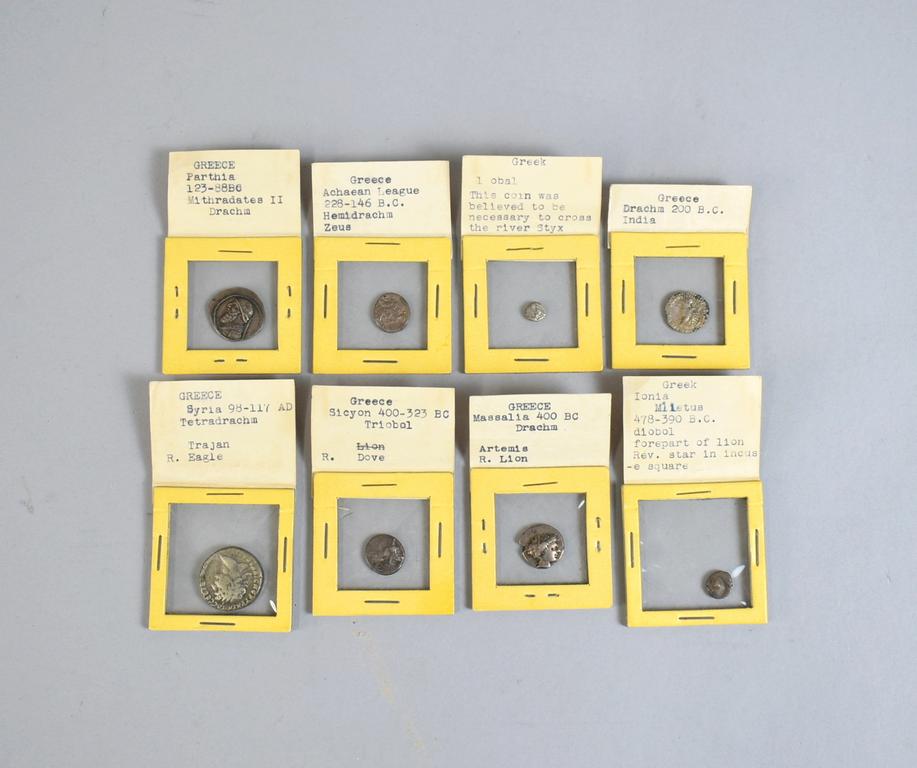 GREECE
Parthia
123-88BC
Mithradates II
Drachm
Greece
Achaean League
228-146 B.C.
Hemidrachm
Zeus
Greek
1 obal
This coin was
believed to be
necessary to cross
the river Styx
Greece
Drachm 200 B.C.
India
GREECE
Syria 98-117 AD
Tetradrachm
Trajan
R. Eagle
Greece
Sicyon 400-323 BC
Triobol
Lion
R. Dove
GREECE
Massalia 400 BC
Drachm
Artemis
R. Lion
Greek
Ionia
Miletus
478-390 B.C.
diobol
forepart of lion
Rev. star in incus
-e square